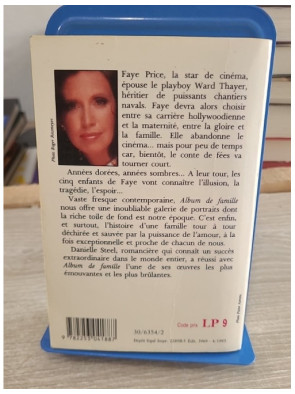 Faye Price, la star de cinéma,
épouse le playboy Ward Thayer,
héritier de puissants chantiers
navals. Faye devra alors choisir
entre sa carrière hollywoodienne
et la maternité, entre la gloire et
la famille. Elle abandonne le
cinéma... mais pour peu de temps
car, bientôt, le conte de fées va
tourner court.
Années dorées, années sombres... A leur tour, les
cinq enfants de Faye vont connaître l'illusion, la
tragédie, l'espoir...
Vaste fresque contemporaine, Album de famille
nous offre une inoubliable galerie de portraits dont
la riche toile de fond est notre époque. C'est enfin,
et surtout, l'histoire d'une famille tour à tour
déchirée et sauvée par la puissance de l'amour, à la
fois exceptionnelle et proche de chacun de nous.
Danielle Steel, romancière qui connaît un succès
extraordinaire dans le monde entier, a réussi avec
Album de famille l'une de ses œuvres les plus
émouvantes et les plus brûlantes.
Code prix LP 9